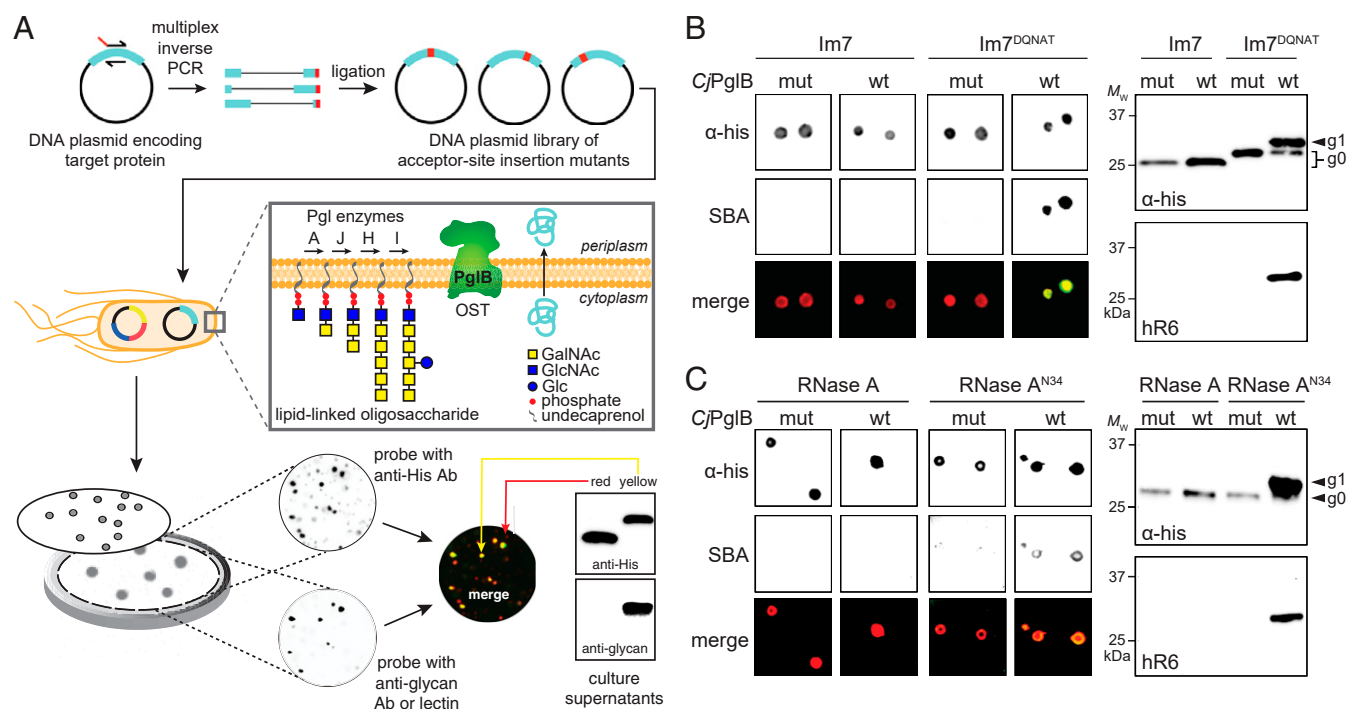 A
multiplex
inverse
PCR
ligation
DNA plasmid encoding
target protein
DNA plasmid library of
acceptor-site insertion mutants
Pgl enzymes
A J H I
periplasm
PglB
cytoplasm
OST
GalNAc
GlcNAc
Glc
phosphate
undecaprenol
lipid-linked oligosaccharide
probe with
anti-His Ab
red yellow
anti-His
merge
anti-glycan
probe with
anti-glycan
Ab or lectin
culture
supernatants
B
Im7 Im7DQNAT
CjPglB mut wt mut wt
α-his
SBA
merge
Im7 Im7DQNAT
mut wt mut wt
Mw
37
25
g1
g0
α-his
37
25
kDa
hR6
C
RNase A RNase AN34
CjPglB mut wt mut wt
α-his
SBA
merge
RNase A RNase AN34
mut wt mut wt
Mw
37
25
g1
g0
α-his
37
25
kDa
hR6